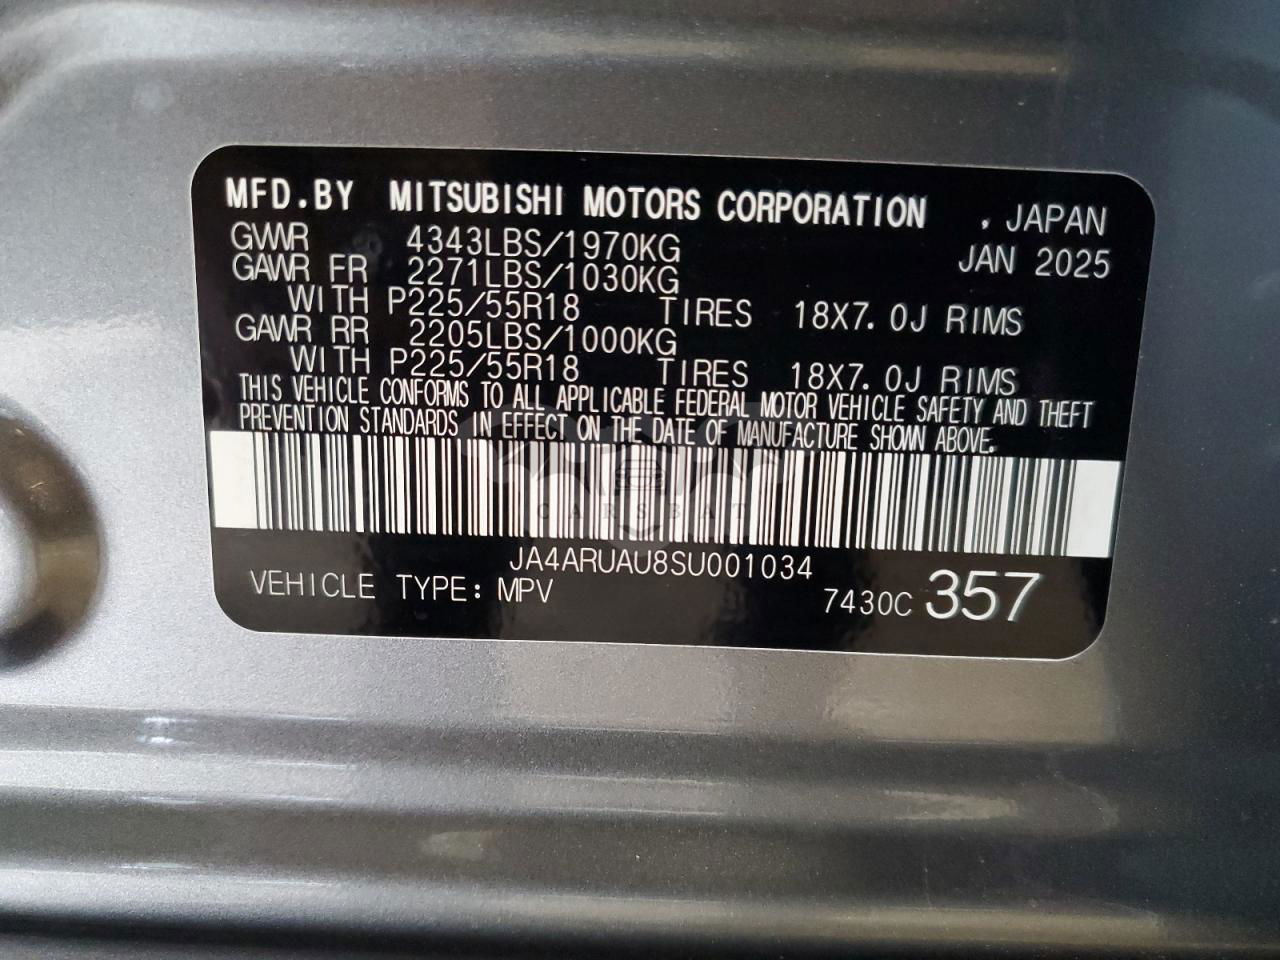 MFD.BY MITSUBISHI MOTORS CORPORATION , JAPAN
GWR 4343LBS/1970KG JAN 2025
GAWR FR 2271LBS/1030KG
WITH P225/55R18 TIRES 18X7.0J RIMS
GAWR RR 2205LBS/1000KG
WITH P225/55R18 TIRES 18X7.0J RIMS
THIS VEHICLE CONFORMS TO ALL APPLICABLE FEDERAL MOTOR VEHICLE SAFETY AND THEFT
PREVENTION STANDARDS IN EFFECT ON THE DATE OF MANUFACTURE SHOWN ABOVE.
CARSBAT
JA4ARUAU8SU001034
VEHICLE TYPE: MPV 7430C 357